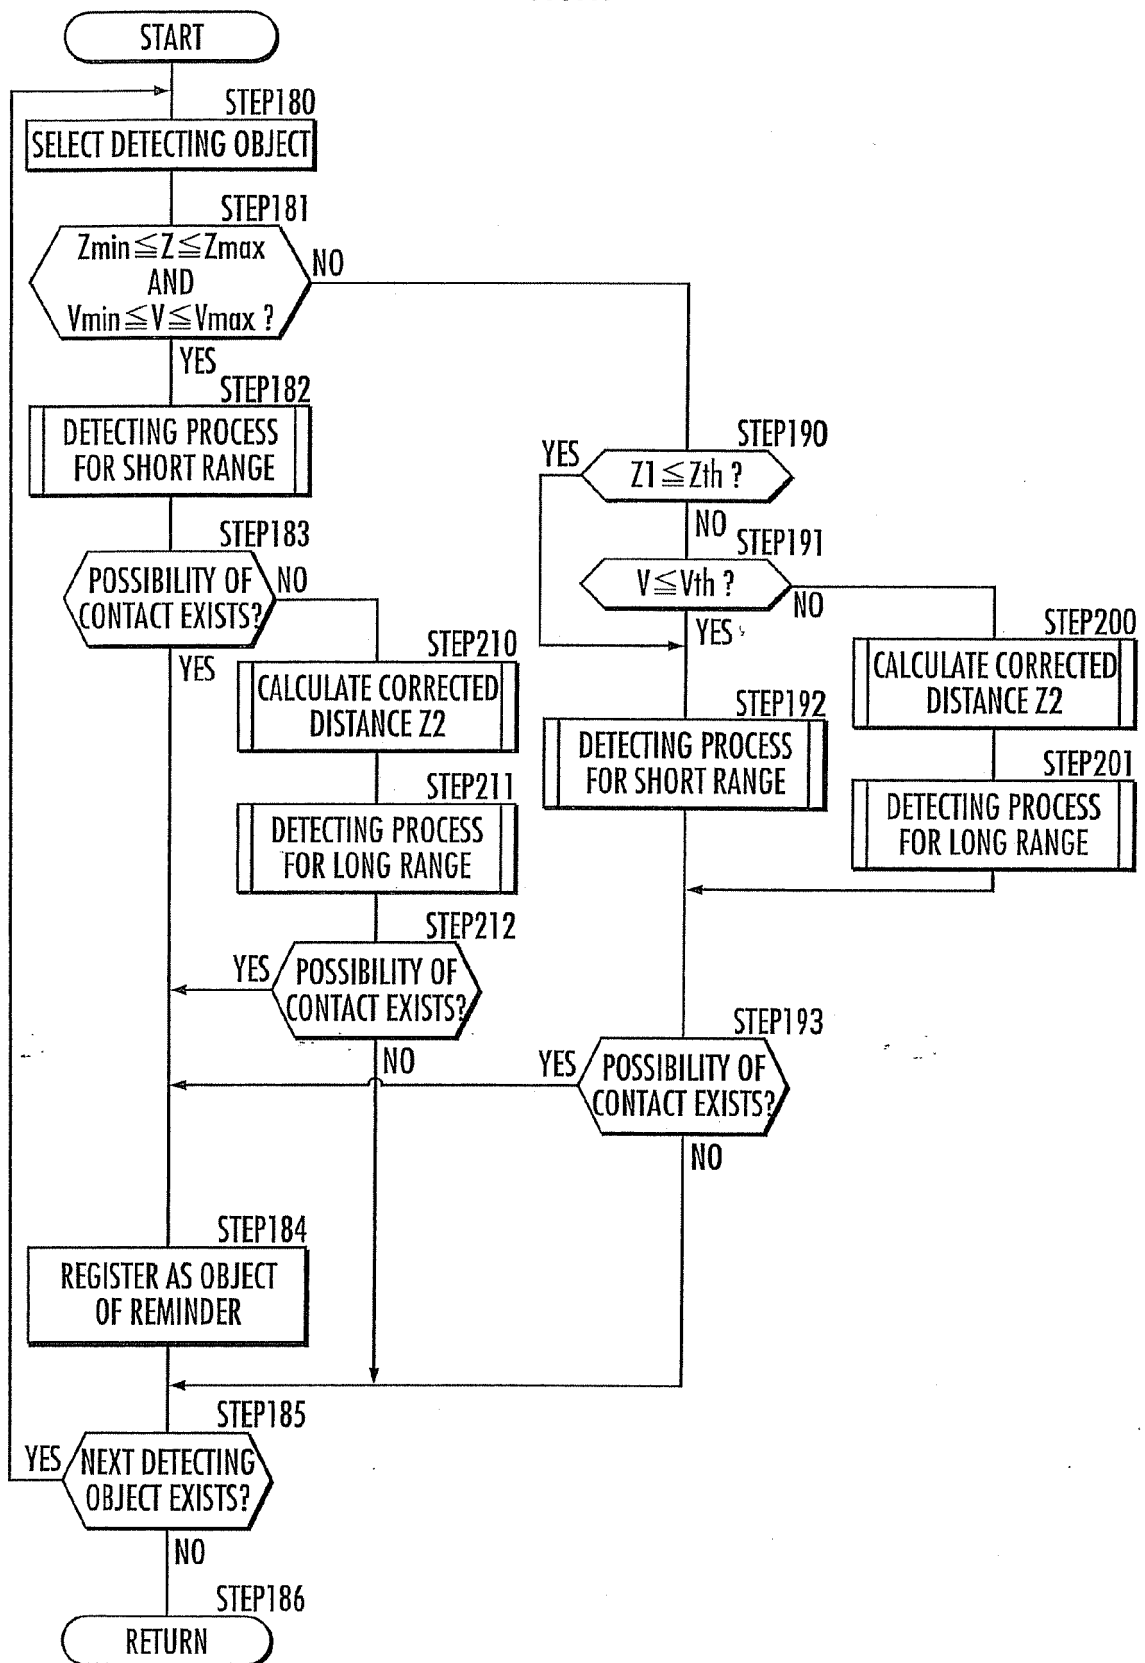 START
STEP180
SELECT DETECTING OBJECT
STEP181
Zmin≦Z≦Zmax
AND
Vmin≦V≦Vmax ?
NO
YES
STEP182
DETECTING PROCESS
FOR SHORT RANGE
STEP183
POSSIBILITY OF
CONTACT EXISTS?
NO
YES
STEP210
CALCULATE CORRECTED
DISTANCE Z2
STEP211
DETECTING PROCESS
FOR LONG RANGE
STEP212
YES
POSSIBILITY OF
CONTACT EXISTS?
NO
STEP190
YES
Z1≦Zth ?
NO
STEP191
V≦Vth ?
NO
YES
STEP192
DETECTING PROCESS
FOR SHORT RANGE
STEP200
CALCULATE CORRECTED
DISTANCE Z2
STEP201
DETECTING PROCESS
FOR LONG RANGE
STEP193
YES
POSSIBILITY OF
CONTACT EXISTS?
NO
STEP184
REGISTER AS OBJECT
OF REMINDER
STEP185
YES
NEXT DETECTING
OBJECT EXISTS?
NO
STEP186
RETURN